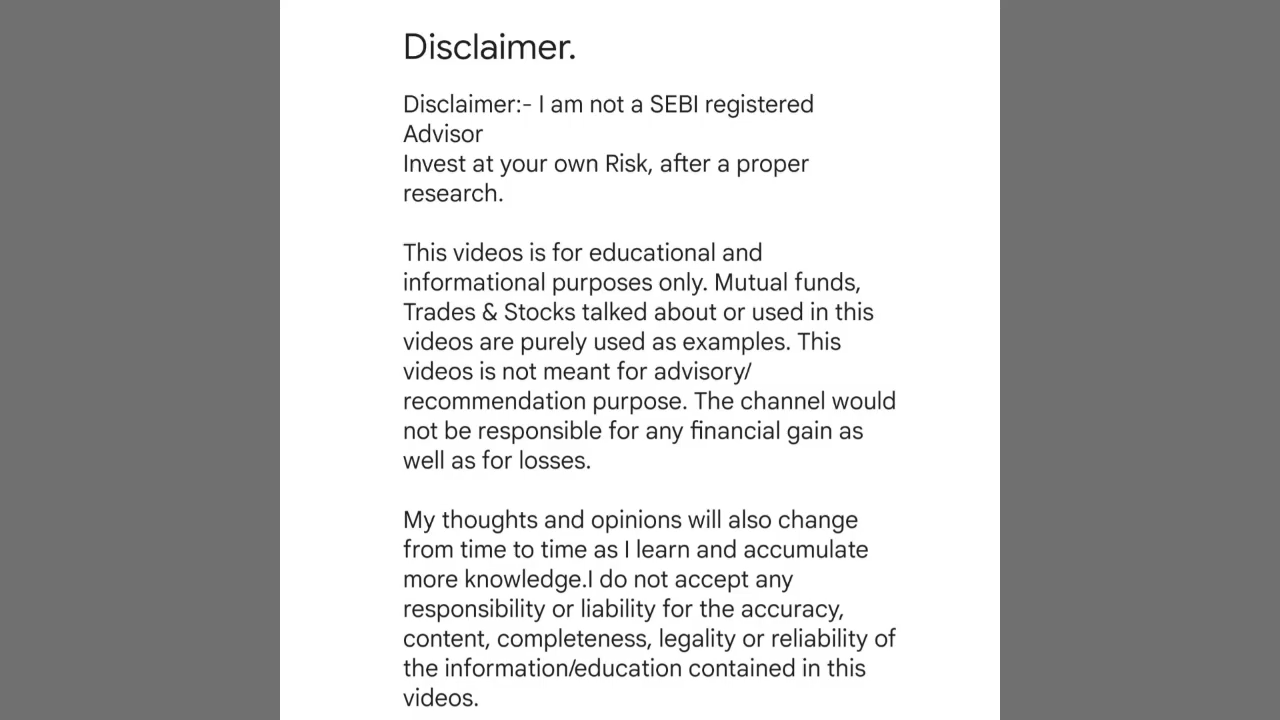 Disclaimer.
Disclaimer:- I am not a SEBI registered
Advisor
Invest at your own Risk, after a proper
research.
This videos is for educational and
informational purposes only. Mutual funds,
Trades & Stocks talked about or used in this
videos are purely used as examples. This
videos is not meant for advisory/
recommendation purpose. The channel would
not be responsible for any financial gain as
well as for losses.
My thoughts and opinions will also change
from time to time as I learn and accumulate
more knowledge.I do not accept any
responsibility or liability for the accuracy,
content, completeness, legality or reliability of
the information/education contained in this
videos.